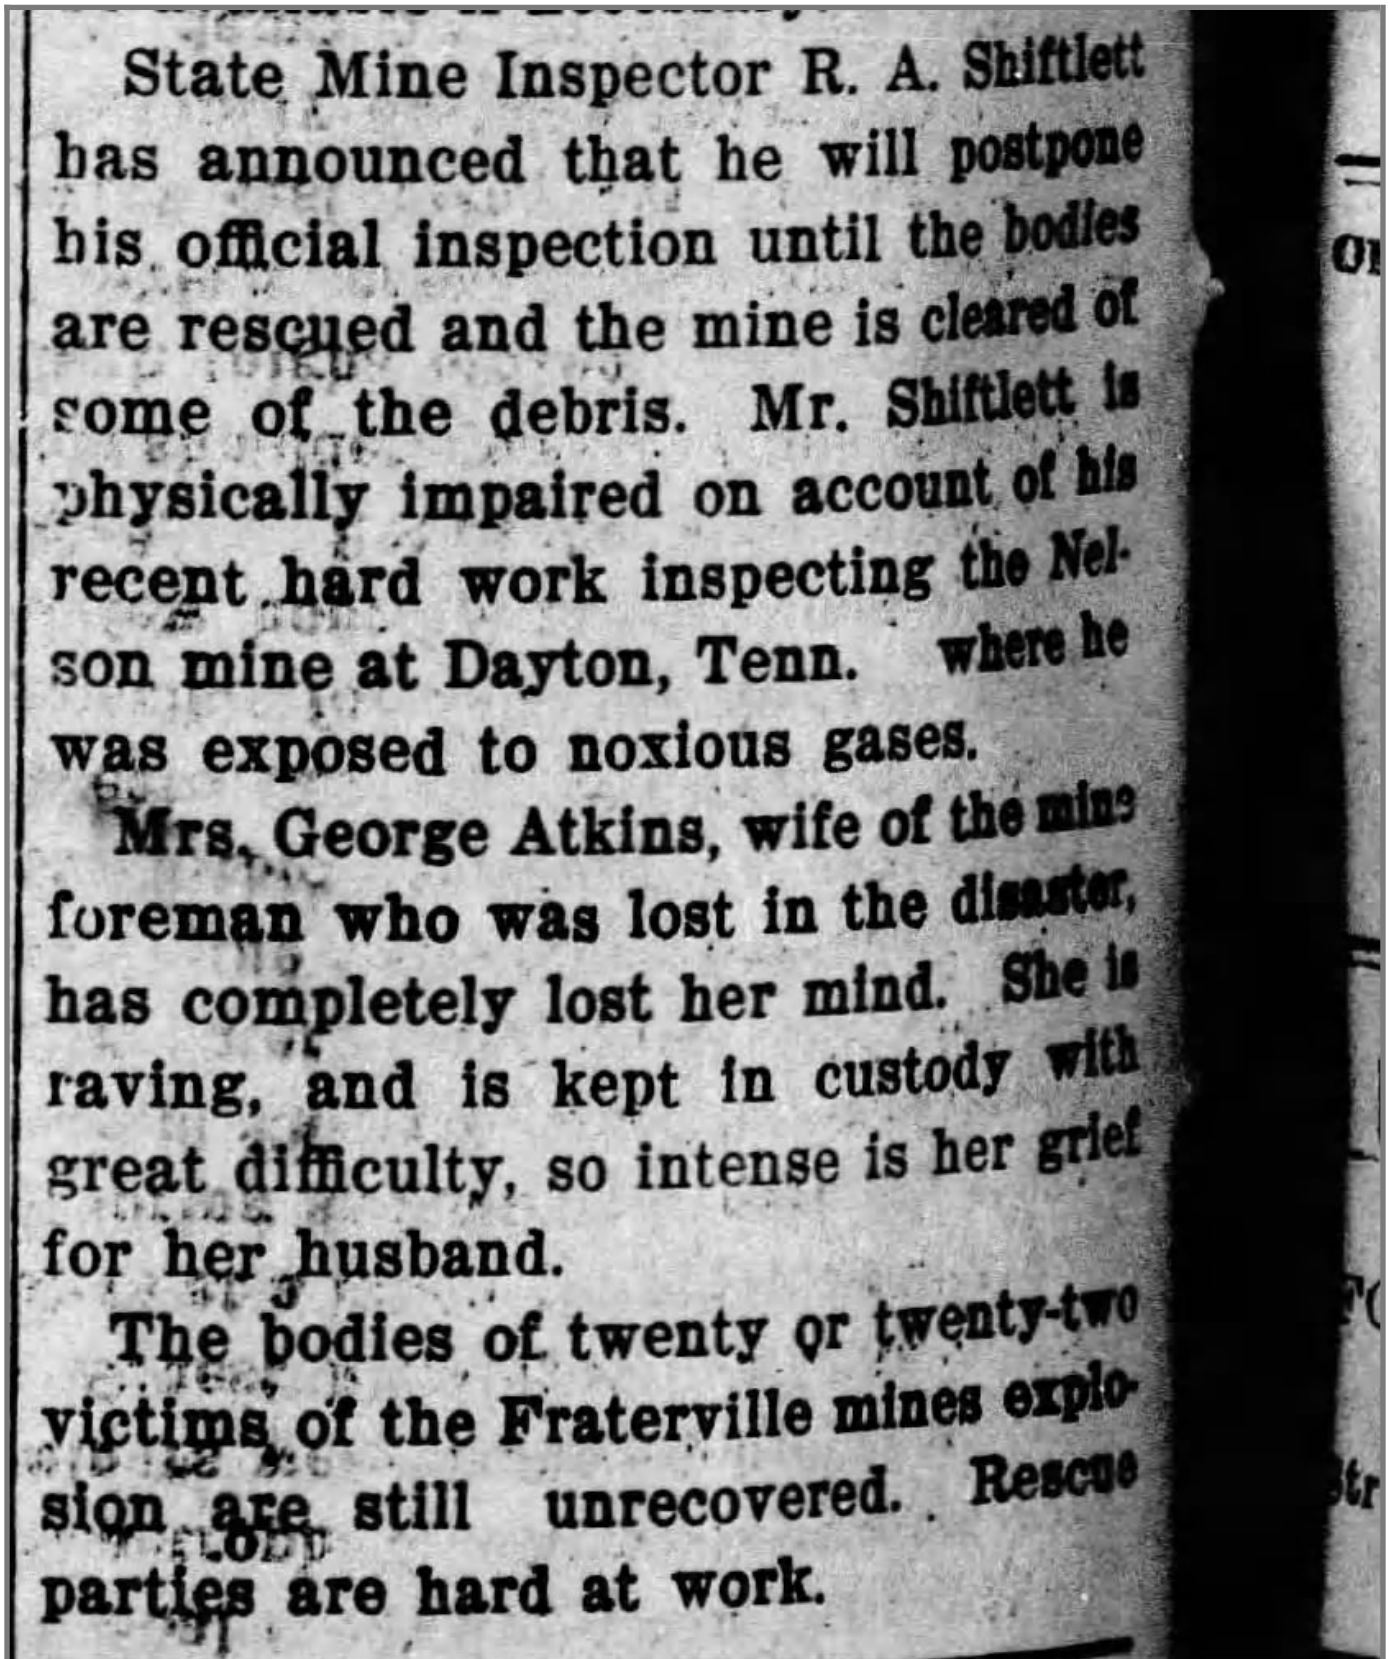 State Mine Inspector R. A. Shiftlett
has announced that he will postpone
his official inspection until the bodies
are rescued and the mine is cleared of
some of the debris. Mr. Shiftlett is
physically impaired on account of his
recent hard work inspecting the Nel-
son mine at Dayton, Tenn. where he
was exposed to noxious gases.
Mrs. George Atkins, wife of the mine
foreman who was lost in the disaster,
has completely lost her mind. She is
raving, and is kept in custody with
great difficulty, so intense is her grief
for her husband.
The bodies of twenty or twenty-two
victims of the Fraterville mines explo-
sion are still unrecovered. Rescue
parties are hard at work.